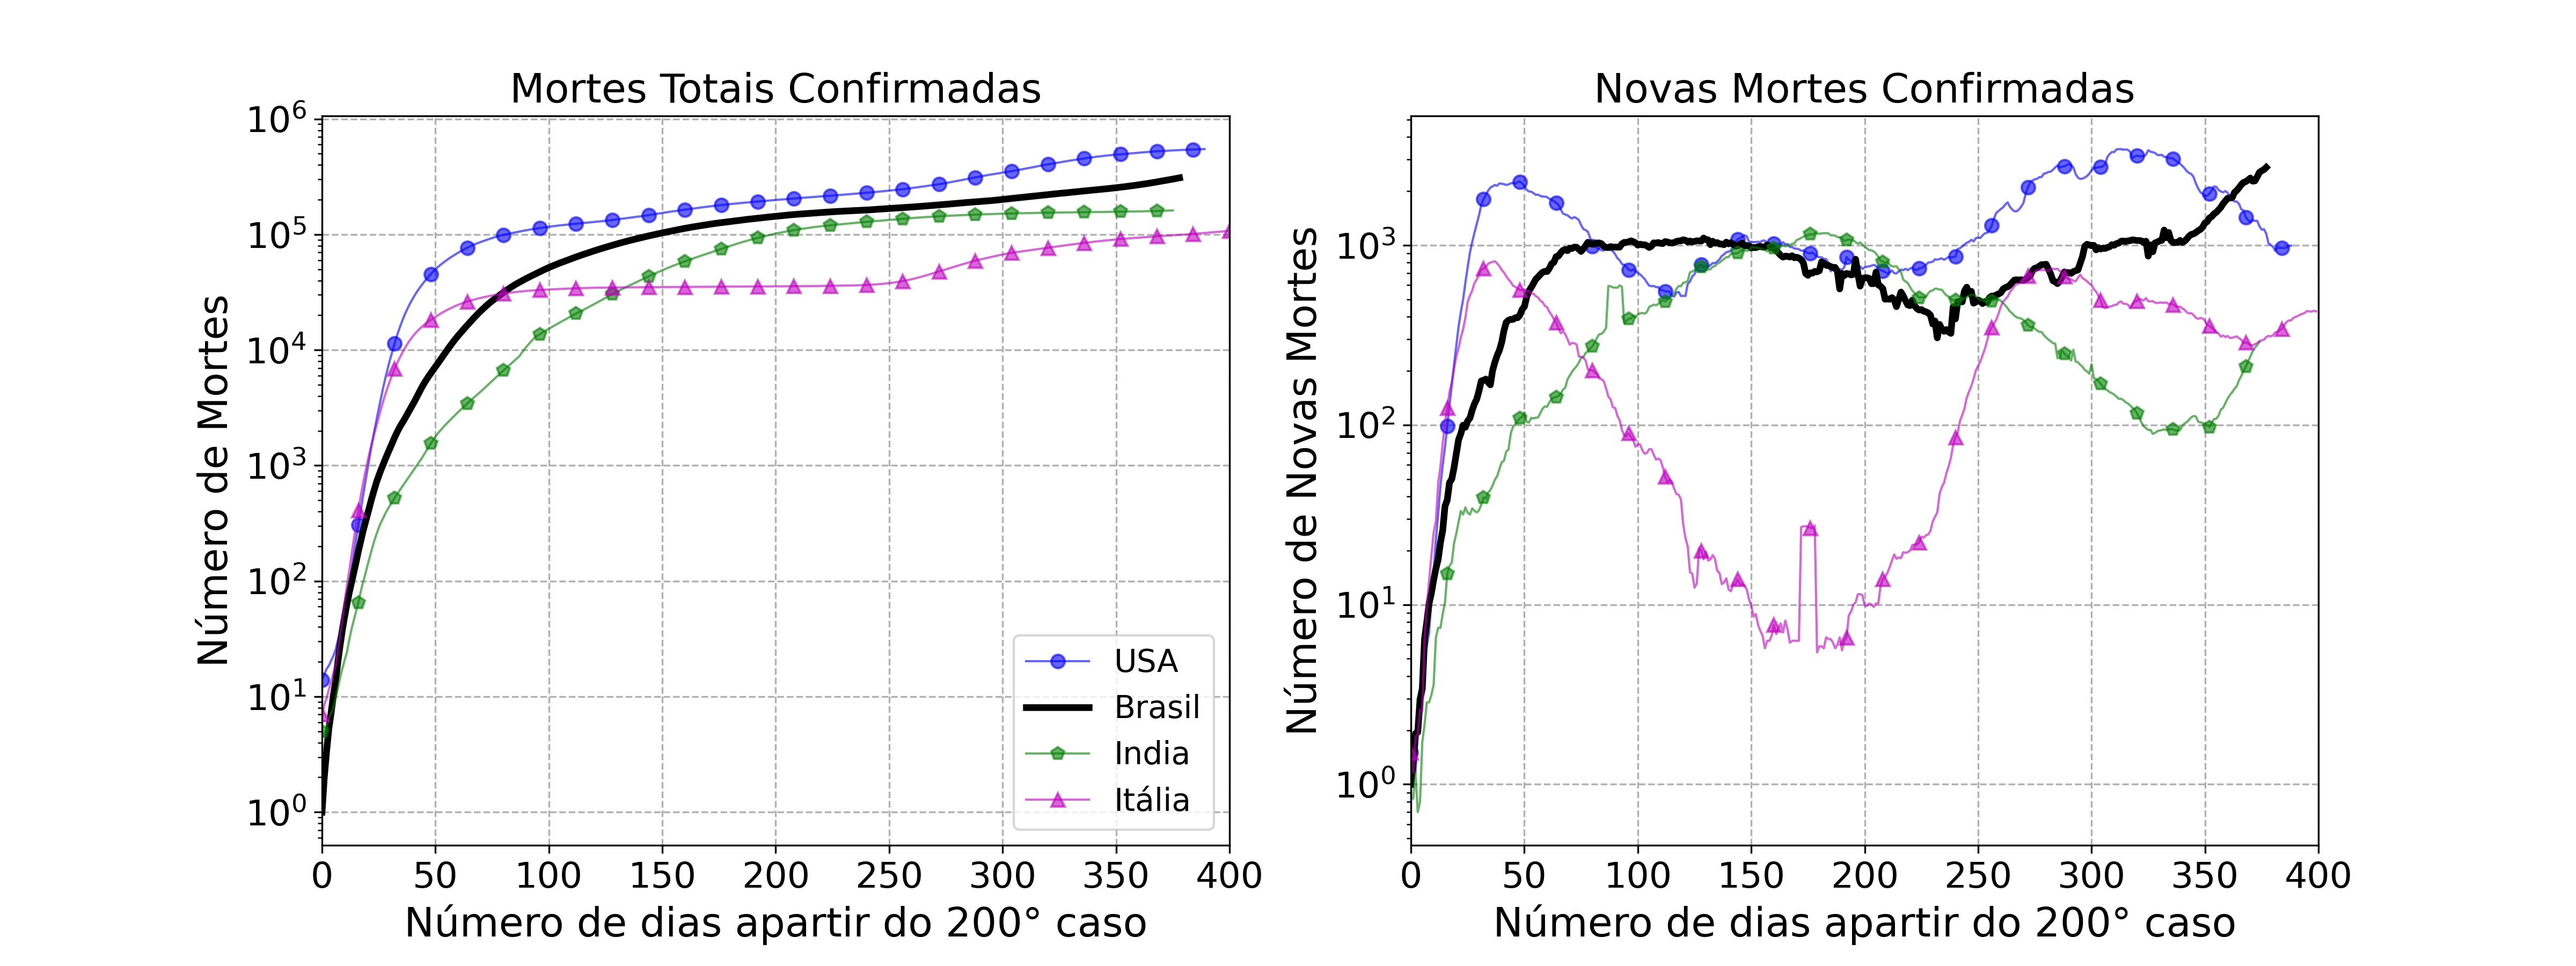 Mortes Totais Confirmadas
Número de Mortes
10^6
10^5
10^4
10^3
10^2
10^1
10^0
0 50 100 150 200 250 300 350 400
Número de dias apartir do 200° caso
USA
Brasil
India
Itália
Novas Mortes Confirmadas
Número de Novas Mortes
10^3
10^2
10^1
10^0
0 50 100 150 200 250 300 350 400
Número de dias apartir do 200° caso